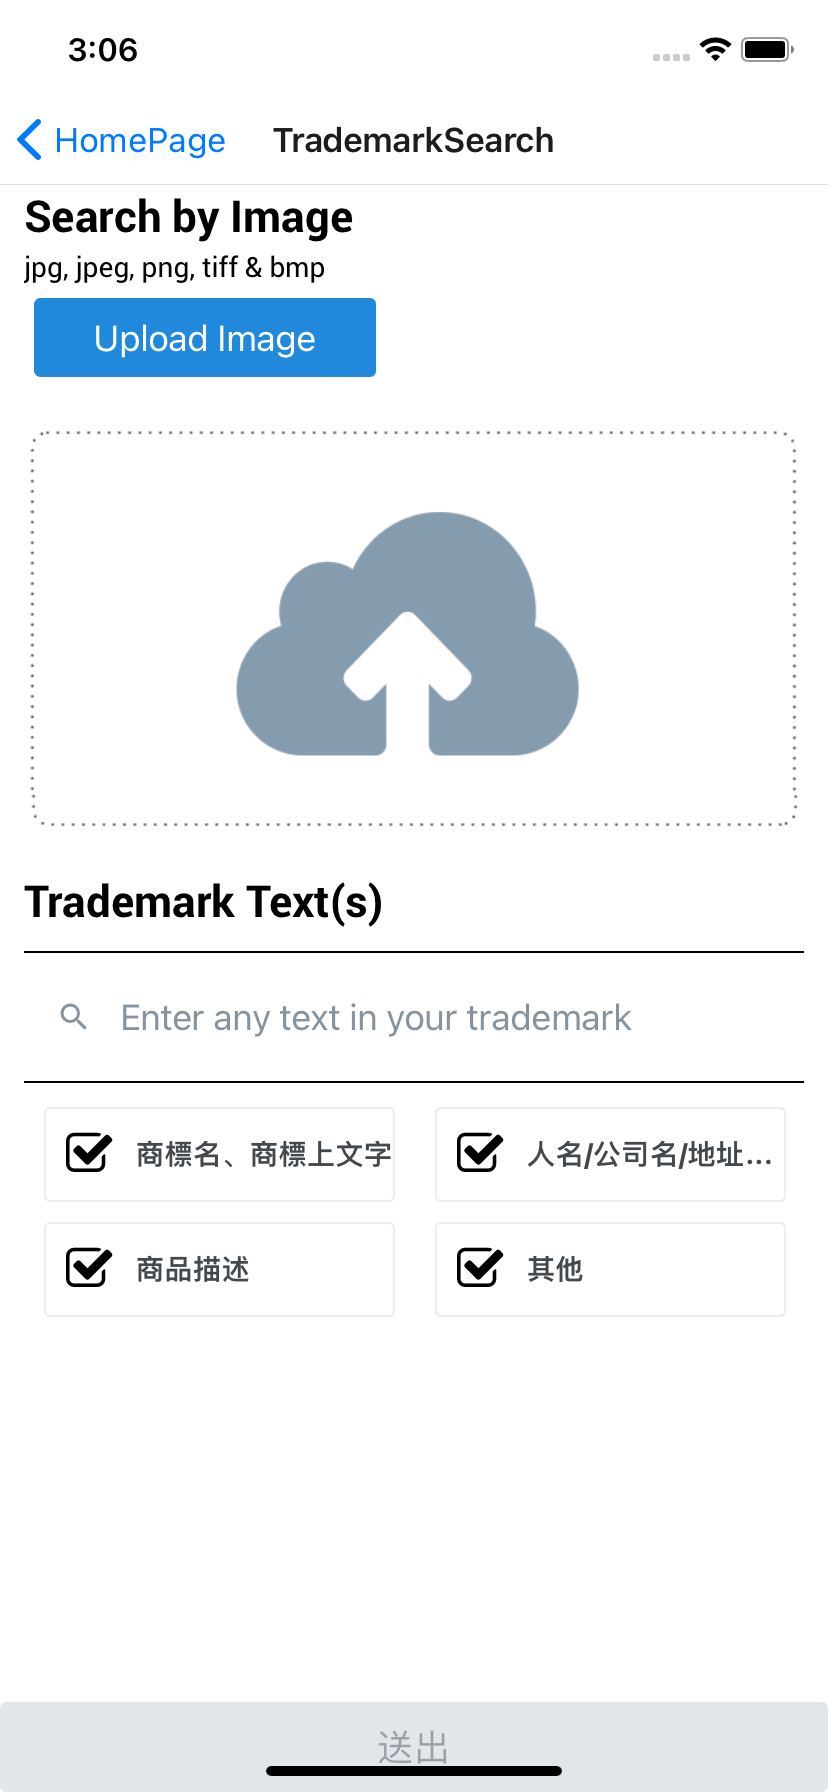 3:06
HomePage TrademarkSearch
Search by Image
jpg, jpeg, png, tiff & bmp
Upload Image
Trademark Text(s)
Enter any text in your trademark
商標名、商標上文字
人名/公司名/地址...
商品描述
其他
送出